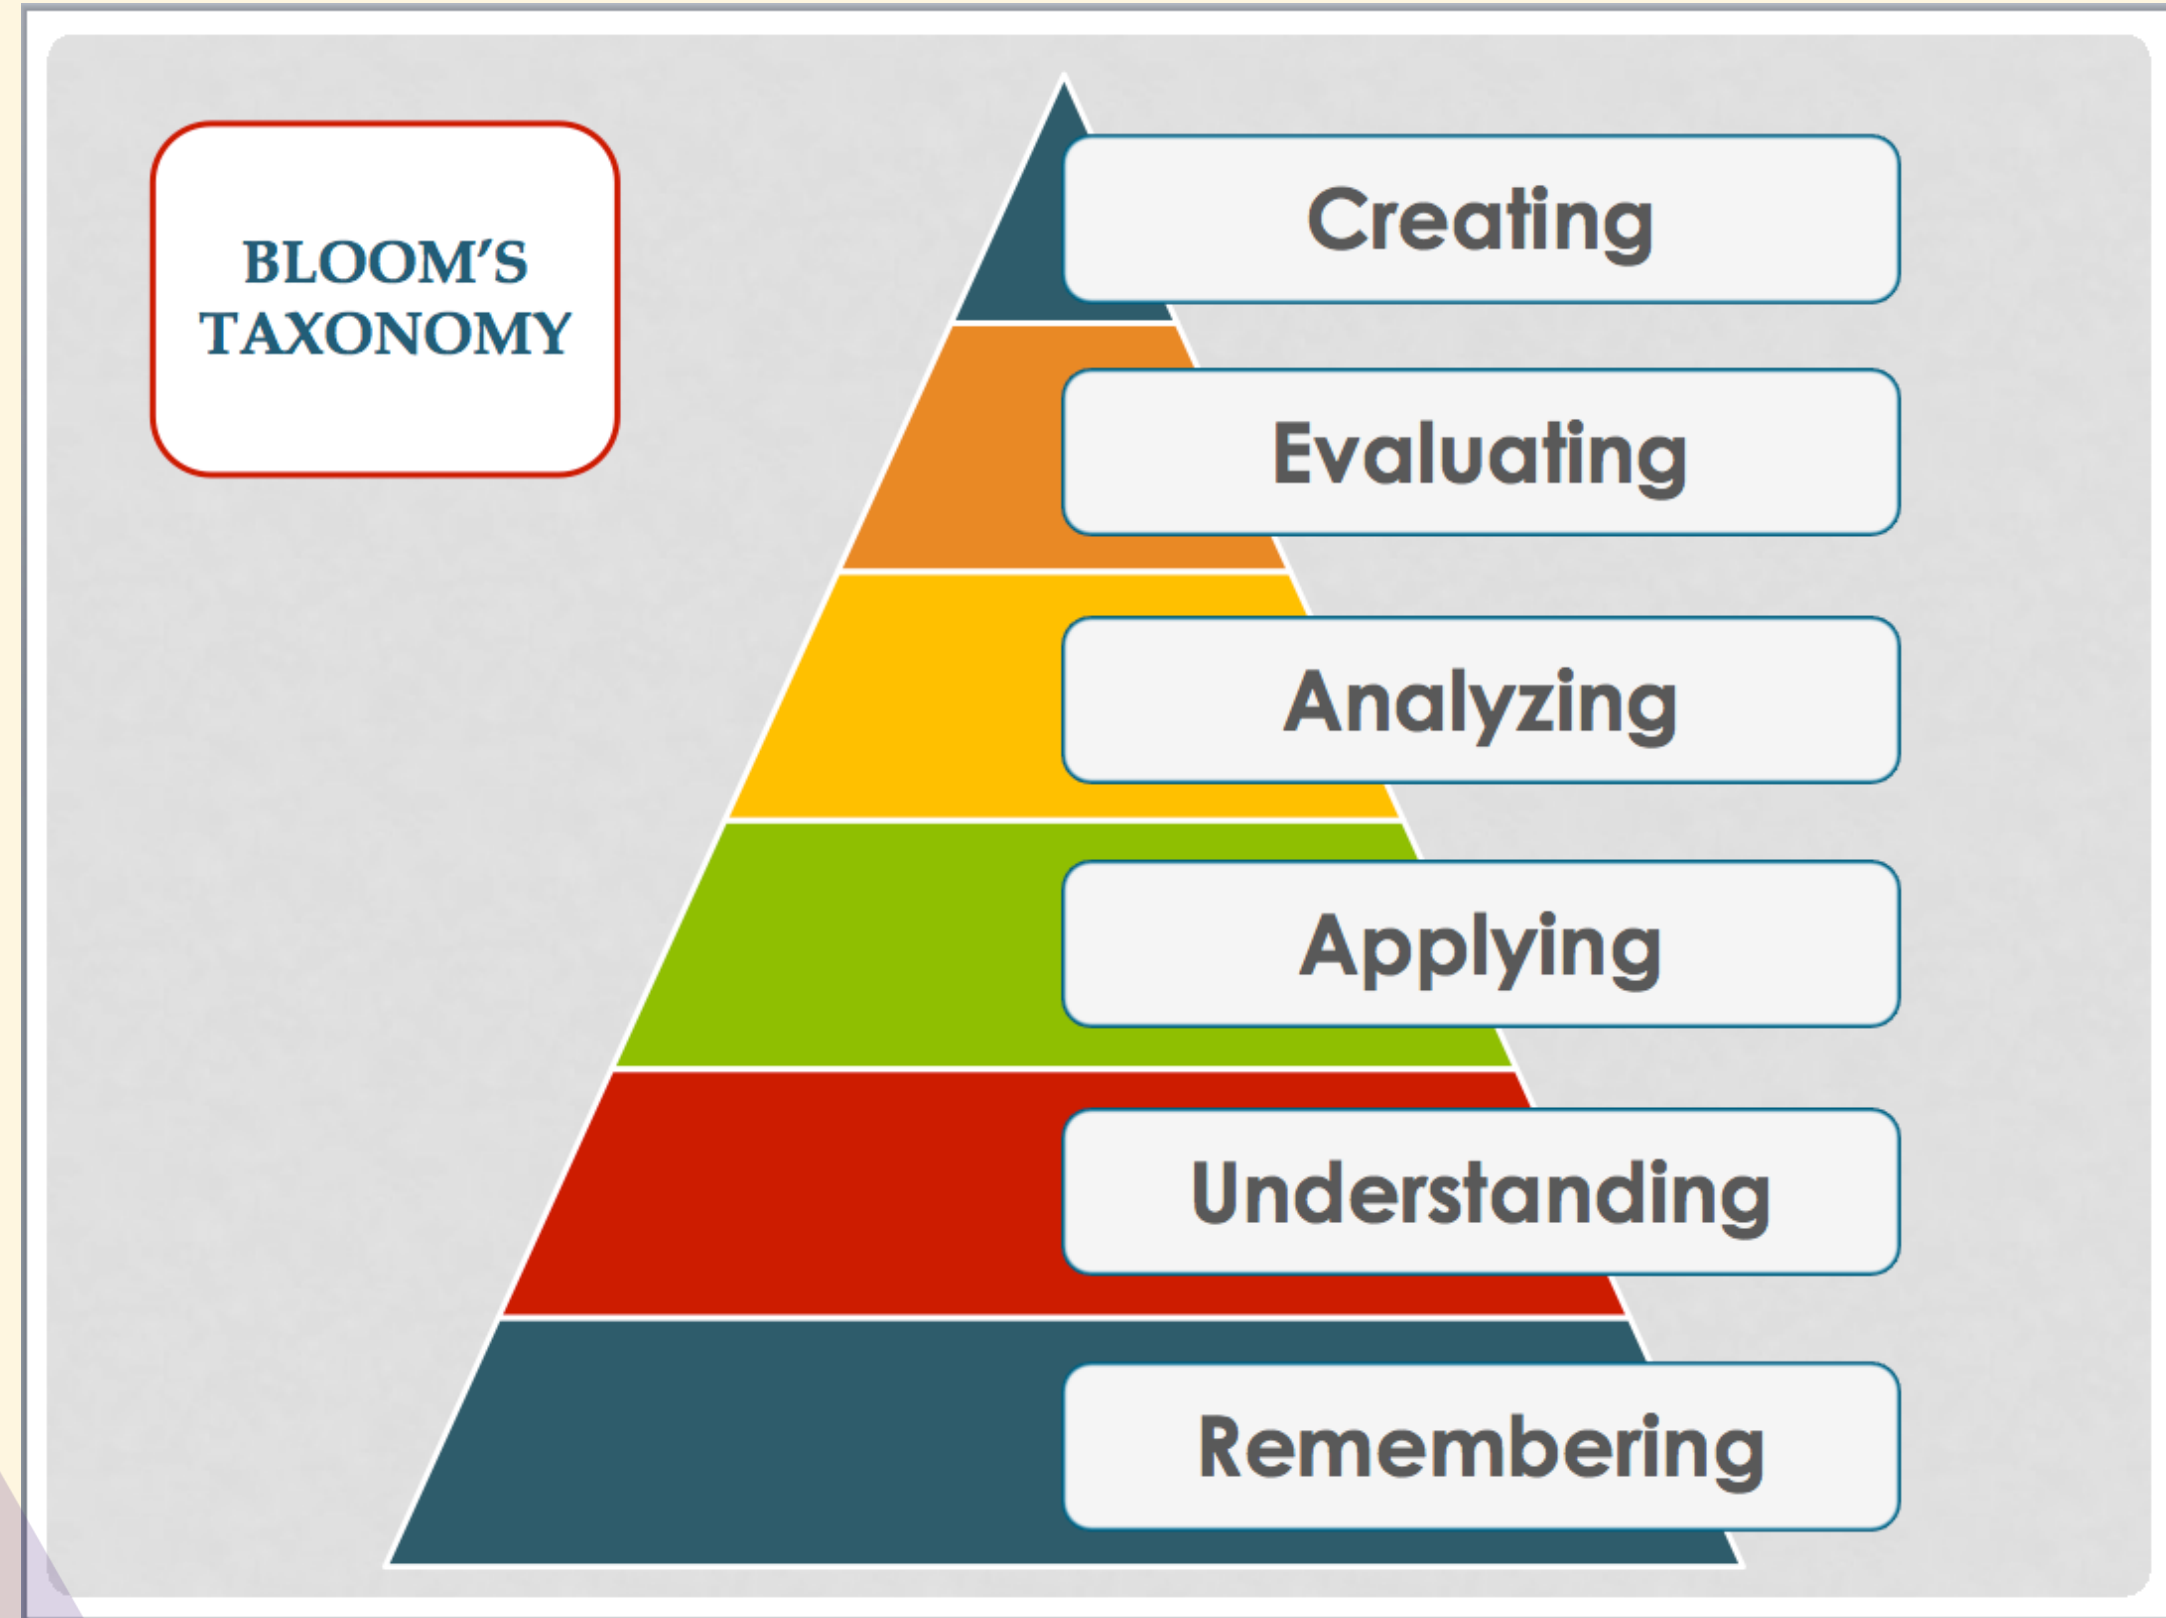 BLOOM’S
TAXONOMY
Creating
Evaluating
Analyzing
Applying
Understanding
Remembering